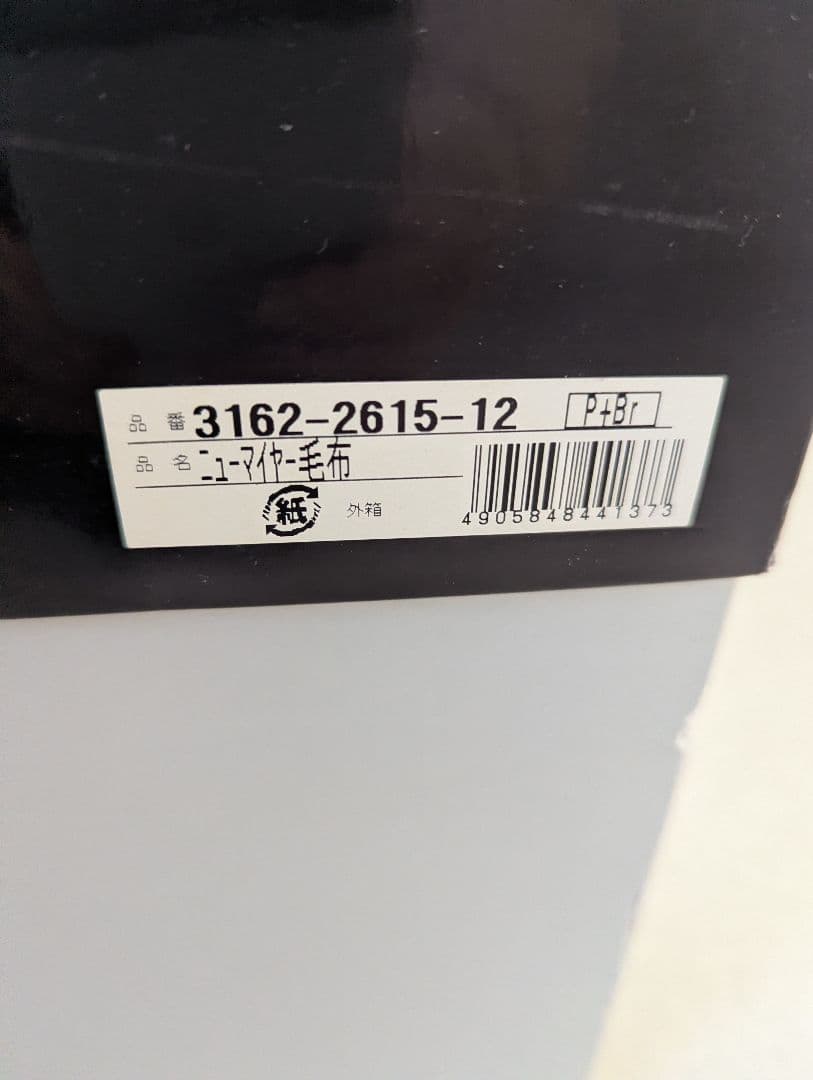 品番 3162-2615-12 P+Br
品名 ニューマイヤー毛布
紙 外箱
4905848441373